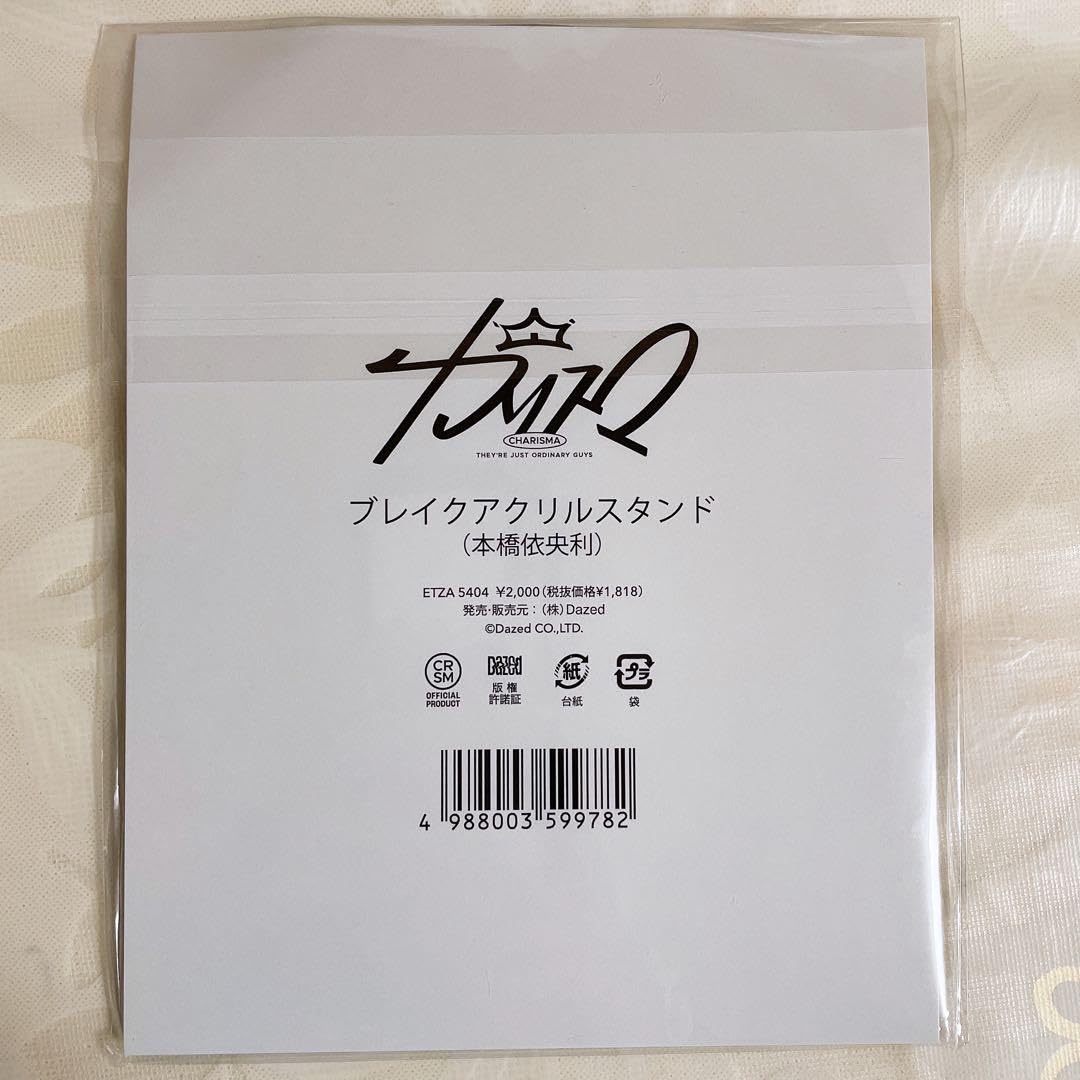 カリスマ
CHARISMA
THEY'RE JUST ORDINARY GUYS
ブレイクアクリルスタンド
（本橋依央利）
ETZA 5404 ¥2,000（税抜価格¥1,818）
発売・販売元：（株）Dazed
©Dazed CO.,LTD.
CR
SM
OFFICIAL
PRODUCT
Dazed
版権
許諾証
紙
台紙
プラ
袋
4 988003 599782